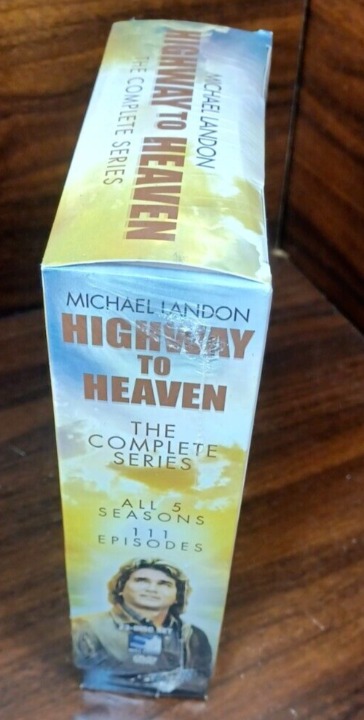 MICHAEL LANDON
HIGHWAY TO HEAVEN
THE COMPLETE SERIES
MICHAEL LANDON
HIGHWAY
TO
HEAVEN
THE
COMPLETE
SERIES
ALL 5
SEASONS
111
EPISODES